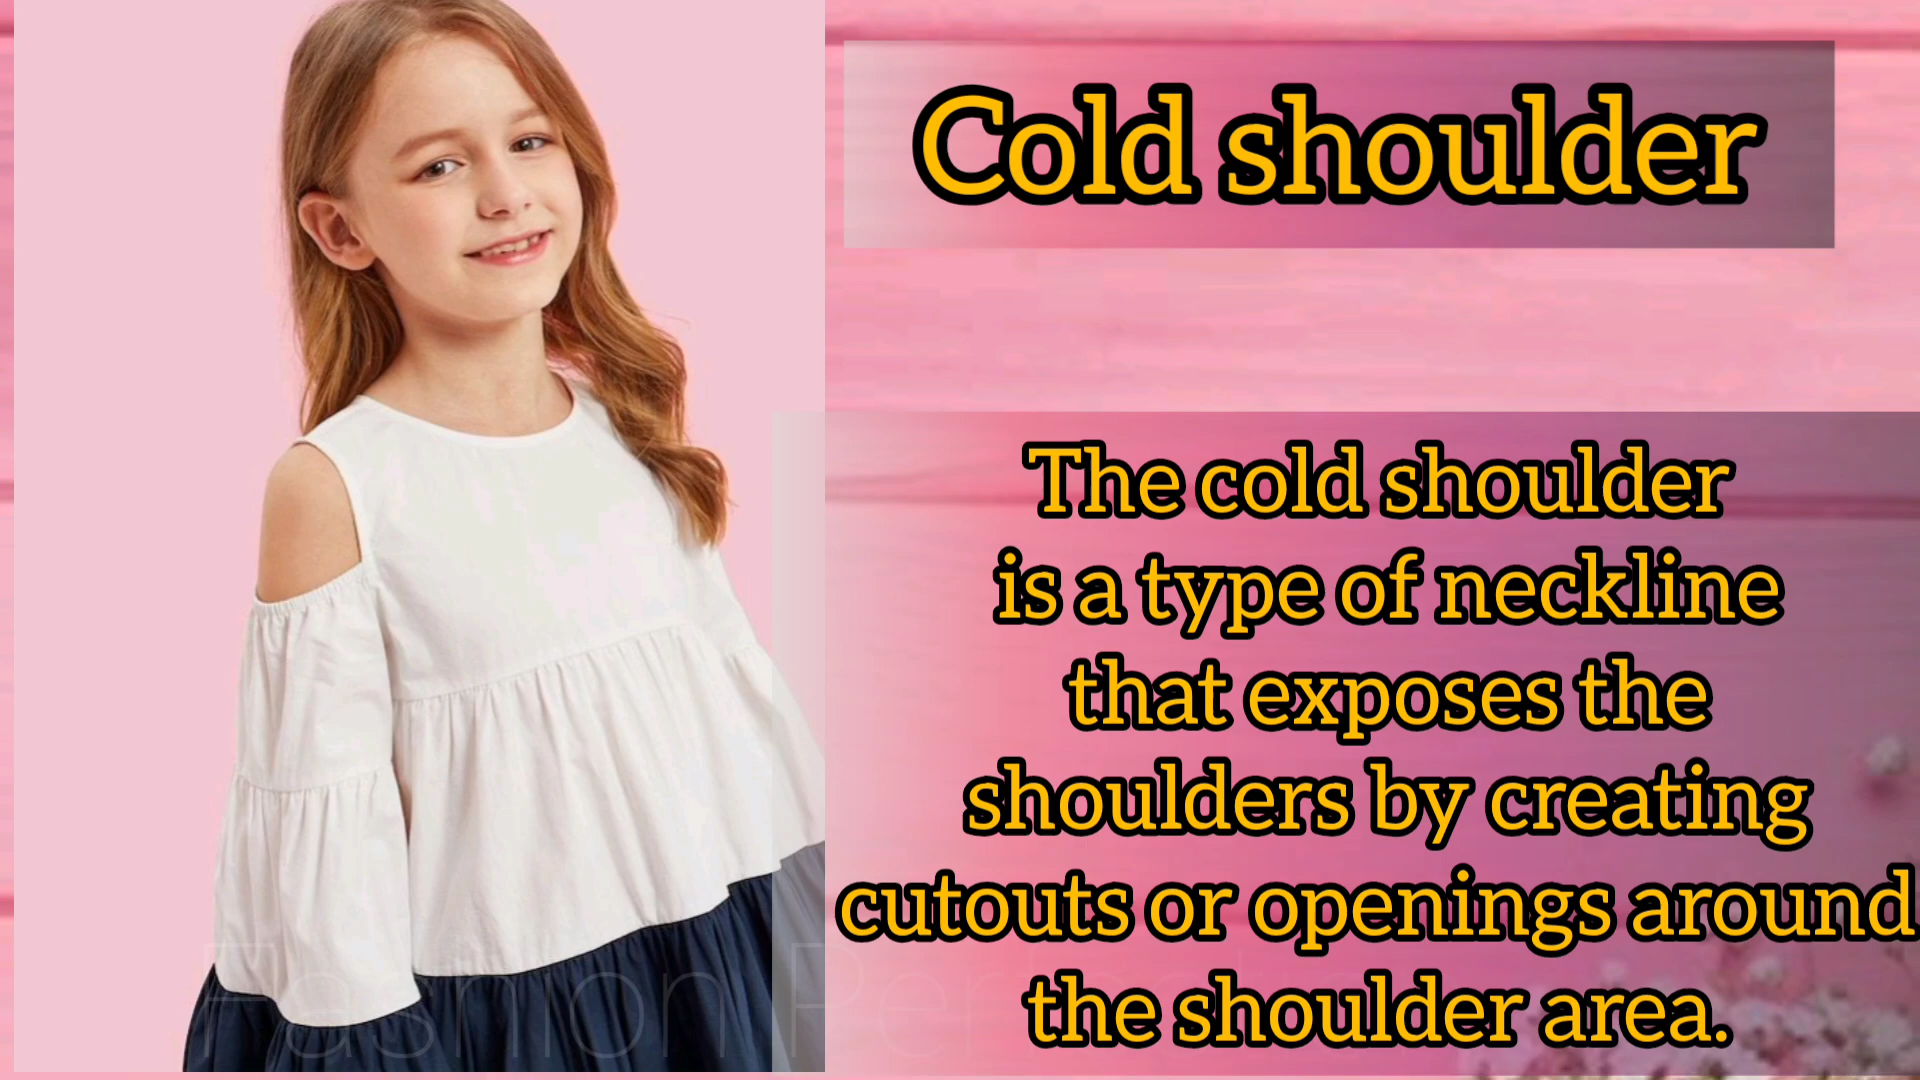 Cold shoulder
The cold shoulder
is a type of neckline
that exposes the
shoulders by creating
cutouts or openings around
the shoulder area.
Fashion